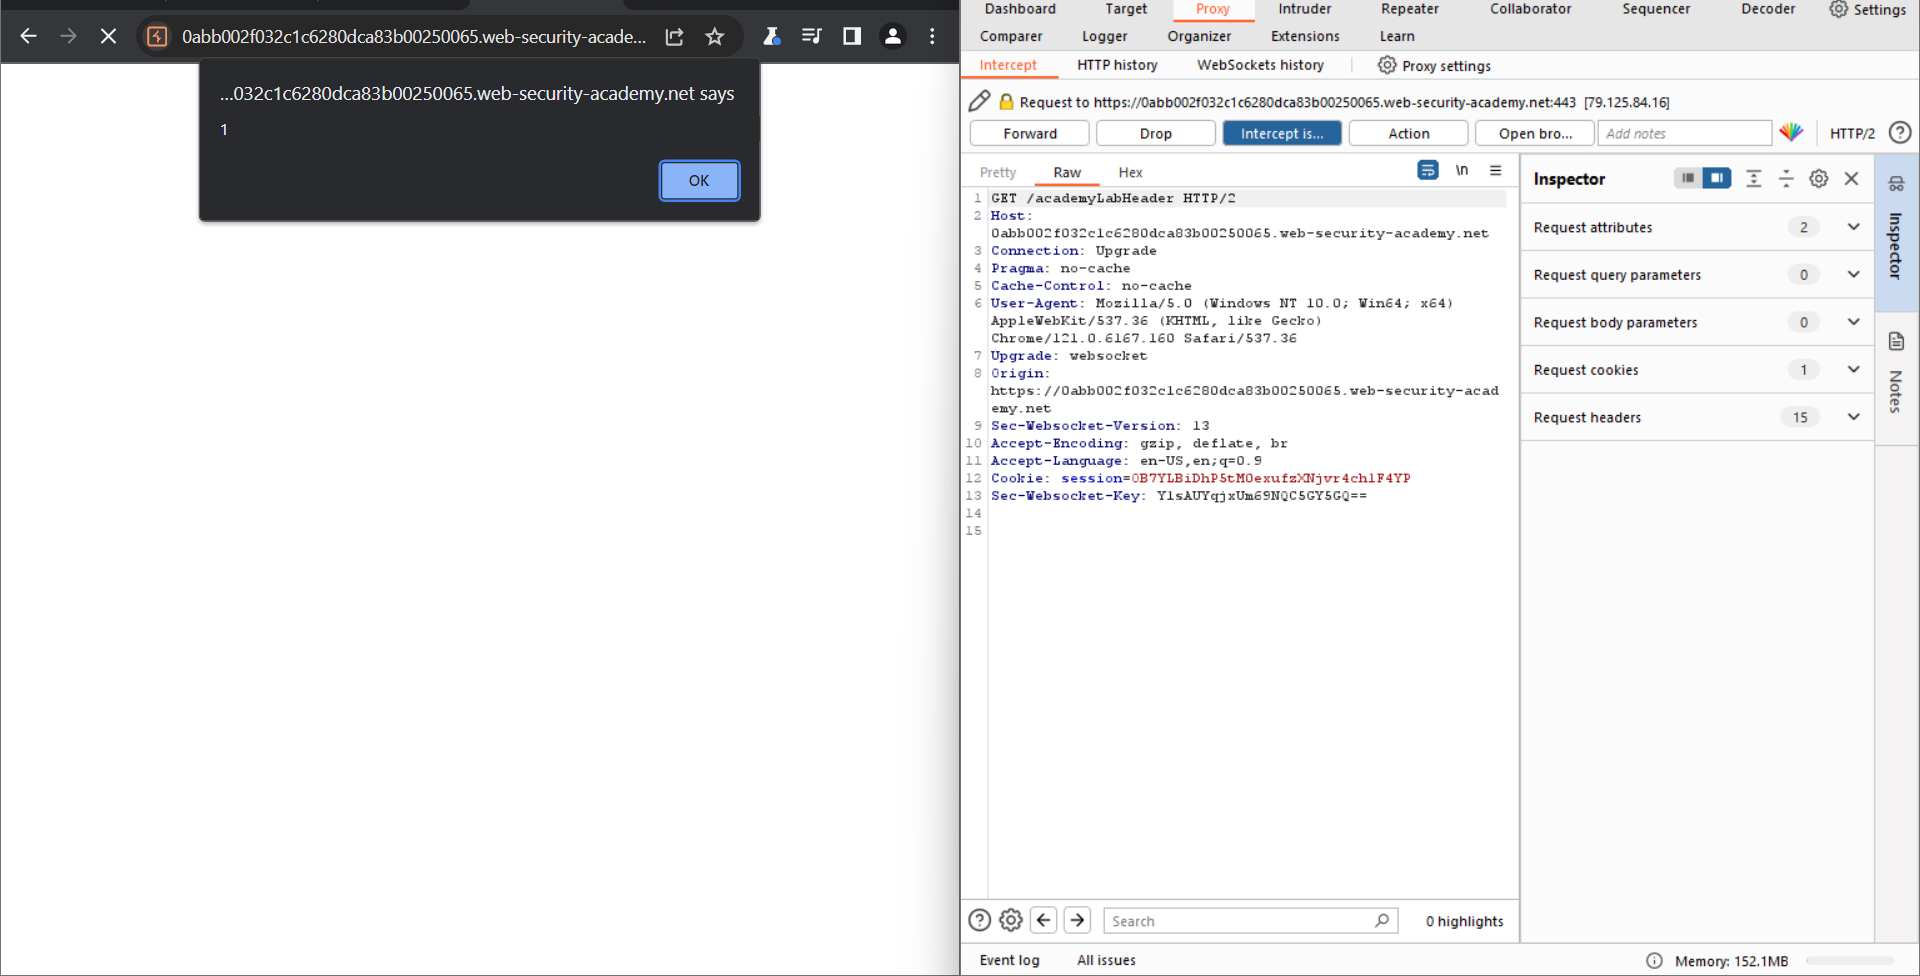 0abb002f032c1c6280dca83b00250065.web-security-acade...
...032c1c6280dca83b00250065.web-security-academy.net says
1
OK
Dashboard Target Proxy Intruder Repeater Collaborator Sequencer Decoder Settings
Comparer Logger Organizer Extensions Learn
Intercept HTTP history WebSockets history Proxy settings
Request to https://0abb002f032c1c6280dca83b00250065.web-security-academy.net:443 [79.125.84.16]
Forward Drop Intercept is... Action Open bro... Add notes HTTP/2
Pretty Raw Hex \n
1 GET /academyLabHeader HTTP/2
2 Host:
0abb002f032c1c6280dca83b00250065.web-security-academy.net
3 Connection: Upgrade
4 Pragma: no-cache
5 Cache-Control: no-cache
6 User-Agent: Mozilla/5.0 (Windows NT 10.0; Win64; x64)
AppleWebKit/537.36 (KHTML, like Gecko)
Chrome/121.0.6167.160 Safari/537.36
7 Upgrade: websocket
8 Origin:
https://0abb002f032c1c6280dca83b00250065.web-security-acad
emy.net
9 Sec-Websocket-Version: 13
10 Accept-Encoding: gzip, deflate, br
11 Accept-Language: en-US,en;q=0.9
12 Cookie: session=0B7YLBiDhP5tM0exufzXNjvr4ch1F4YP
13 Sec-Websocket-Key: Y1sAUYqjxUm69NQC5GY5GQ==
14
15
Inspector
Request attributes 2
Request query parameters 0
Request body parameters 0
Request cookies 1
Request headers 15
Inspector
Notes
Search 0 highlights
Event log All issues Memory: 152.1MB